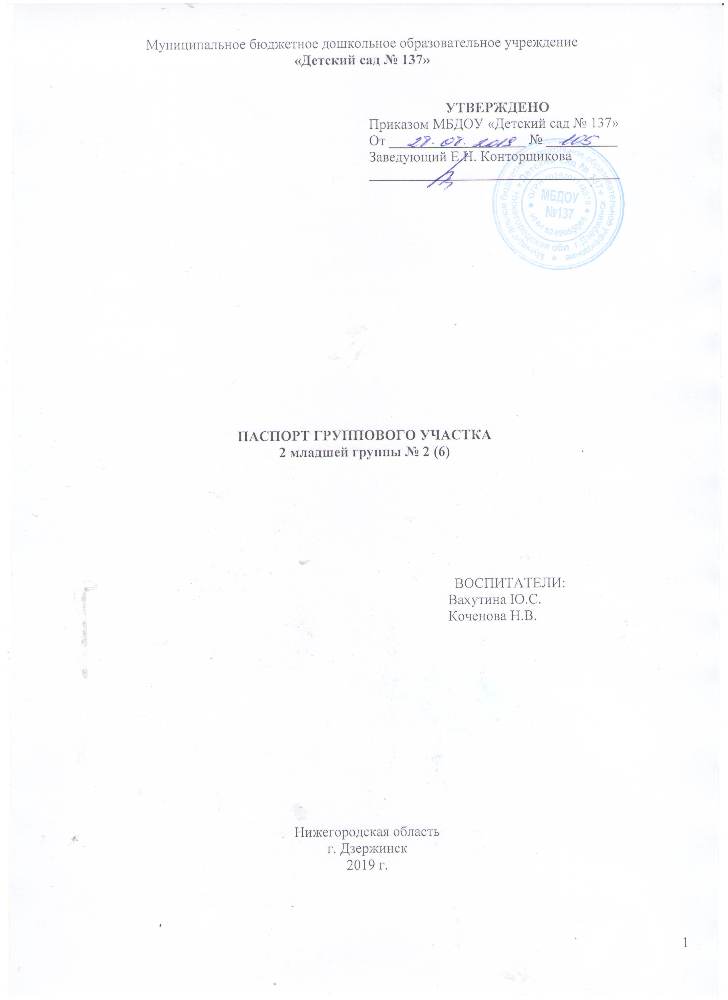 Муниципальное бюджетное дошкольное образовательное учреждение
«Детский сад № 137»
УТВЕРЖДЕНО
Приказом МБДОУ «Детский сад № 137»
От 28.08.2019 № 105
Заведующий Е.Н. Конторщикова
Муниципальное бюджетное дошкольное образовательное учреждение *
Нижегородская обл г.Дзержинск * Детский сад № 137 *
ОГРН 1025201748978 * ИНН 5249055085 *
МБДОУ
№137
ПАСПОРТ ГРУППОВОГО УЧАСТКА
2 младшей группы № 2 (6)
ВОСПИТАТЕЛИ:
Вахутина Ю.С.
Коченова Н.В.
Нижегородская область
г. Дзержинск
2019 г.
1